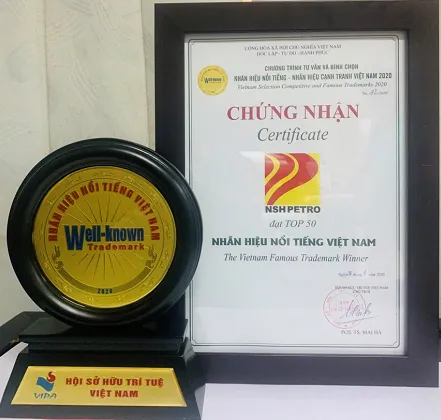 CỘNG HÒA XÃ HỘI CHỦ NGHĨA VIỆT NAM
ĐỘC LẬP - TỰ DO - HẠNH PHÚC
CHƯƠNG TRÌNH TƯ VẤN VÀ BÌNH CHỌN
NHÃN HIỆU NỔI TIẾNG - NHÃN HIỆU CẠNH TRANH VIỆT NAM 2020
Vietnam Selection Competitive and Famous Trademarks 2020
CHỨNG NHẬN
Certificate
NSH PETRO
đạt TOP 50
NHÃN HIỆU NỔI TIẾNG VIỆT NAM
The Vietnam Famous Trademark Winner
PGS. TS. MAI HÀ
NHÃN HIỆU NỔI TIẾNG VIỆT NAM
Well-known
Trademark
2020
VIPA
HỘI SỞ HỮU TRÍ TUỆ
VIỆT NAM